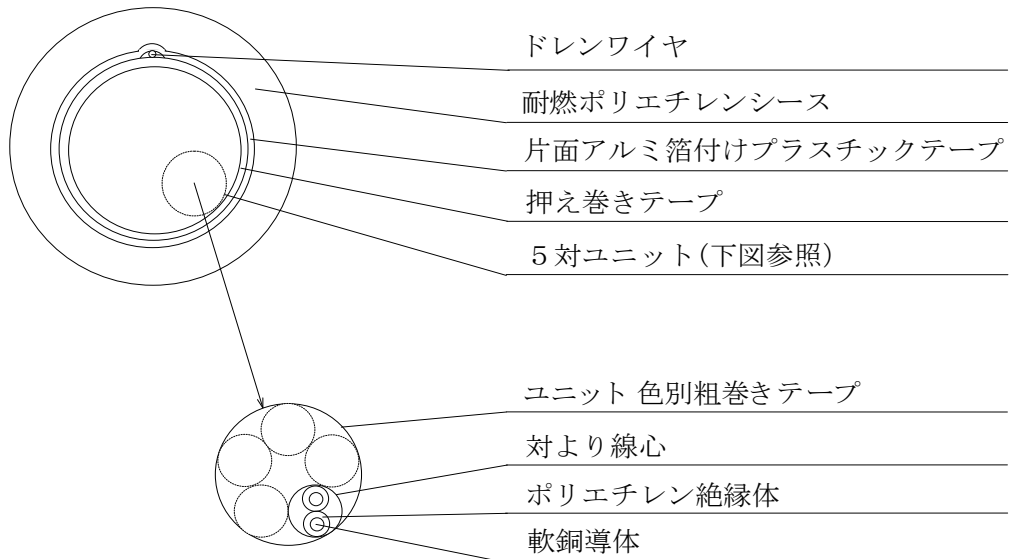 ドレンワイヤ
耐燃ポリエチレンシース
片面アルミ箔付けプラスチックテープ
押え巻きテープ
5対ユニット(下図参照)
ユニット 色別粗巻きテープ
対より線心
ポリエチレン絶縁体
軟銅導体